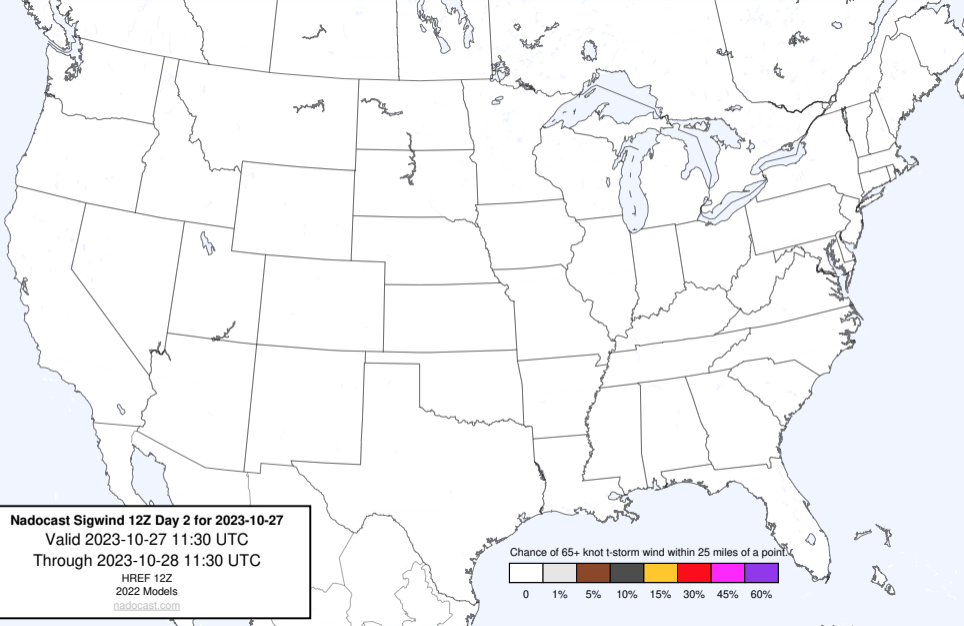 Nadocast Sigwind 12Z Day 2 for 2023-10-27
Valid 2023-10-27 11:30 UTC
Through 2023-10-28 11:30 UTC
HREF 12Z
2022 Models
nadocast.com
Chance of 65+ knot t-storm wind within 25 miles of a point.
0 1% 5% 10% 15% 30% 45% 60%